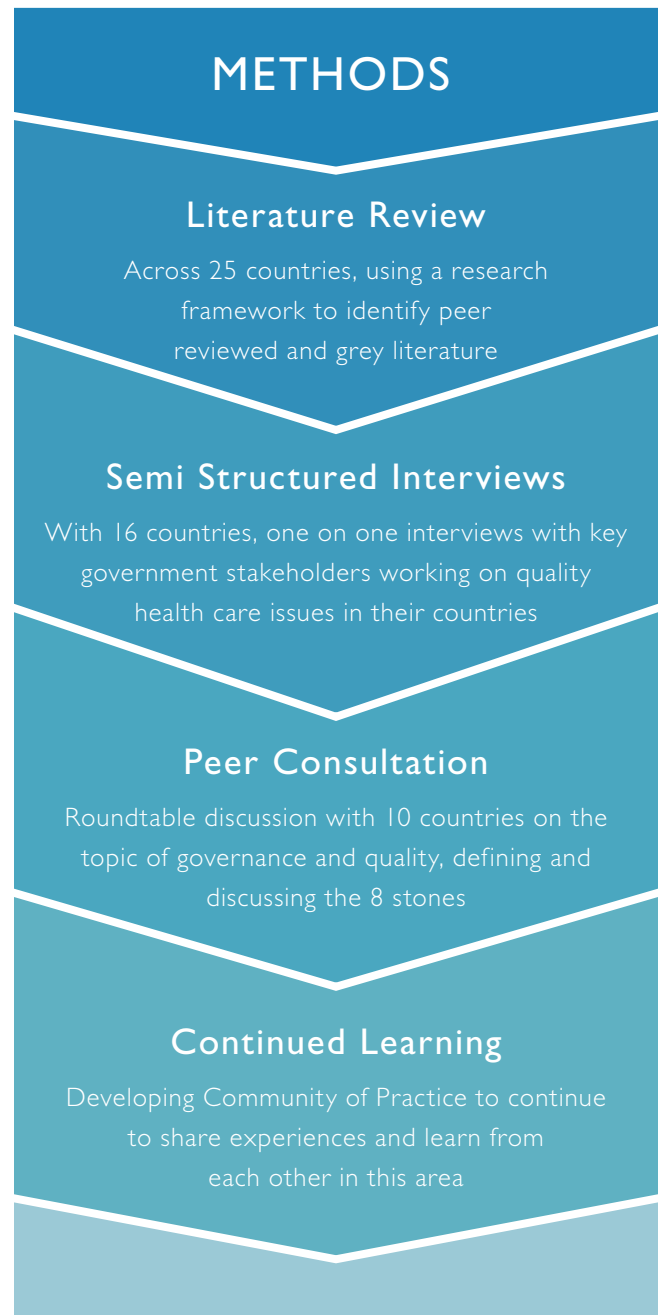 METHODS
Literature Review
Across 25 countries, using a research
framework to identify peer
reviewed and grey literature
Semi Structured Interviews
With 16 countries, one on one interviews with key
government stakeholders working on quality
health care issues in their countries
Peer Consultation
Roundtable discussion with 10 countries on the
topic of governance and quality, defining and
discussing the 8 stones
Continued Learning
Developing Community of Practice to continue
to share experiences and learn from
each other in this area